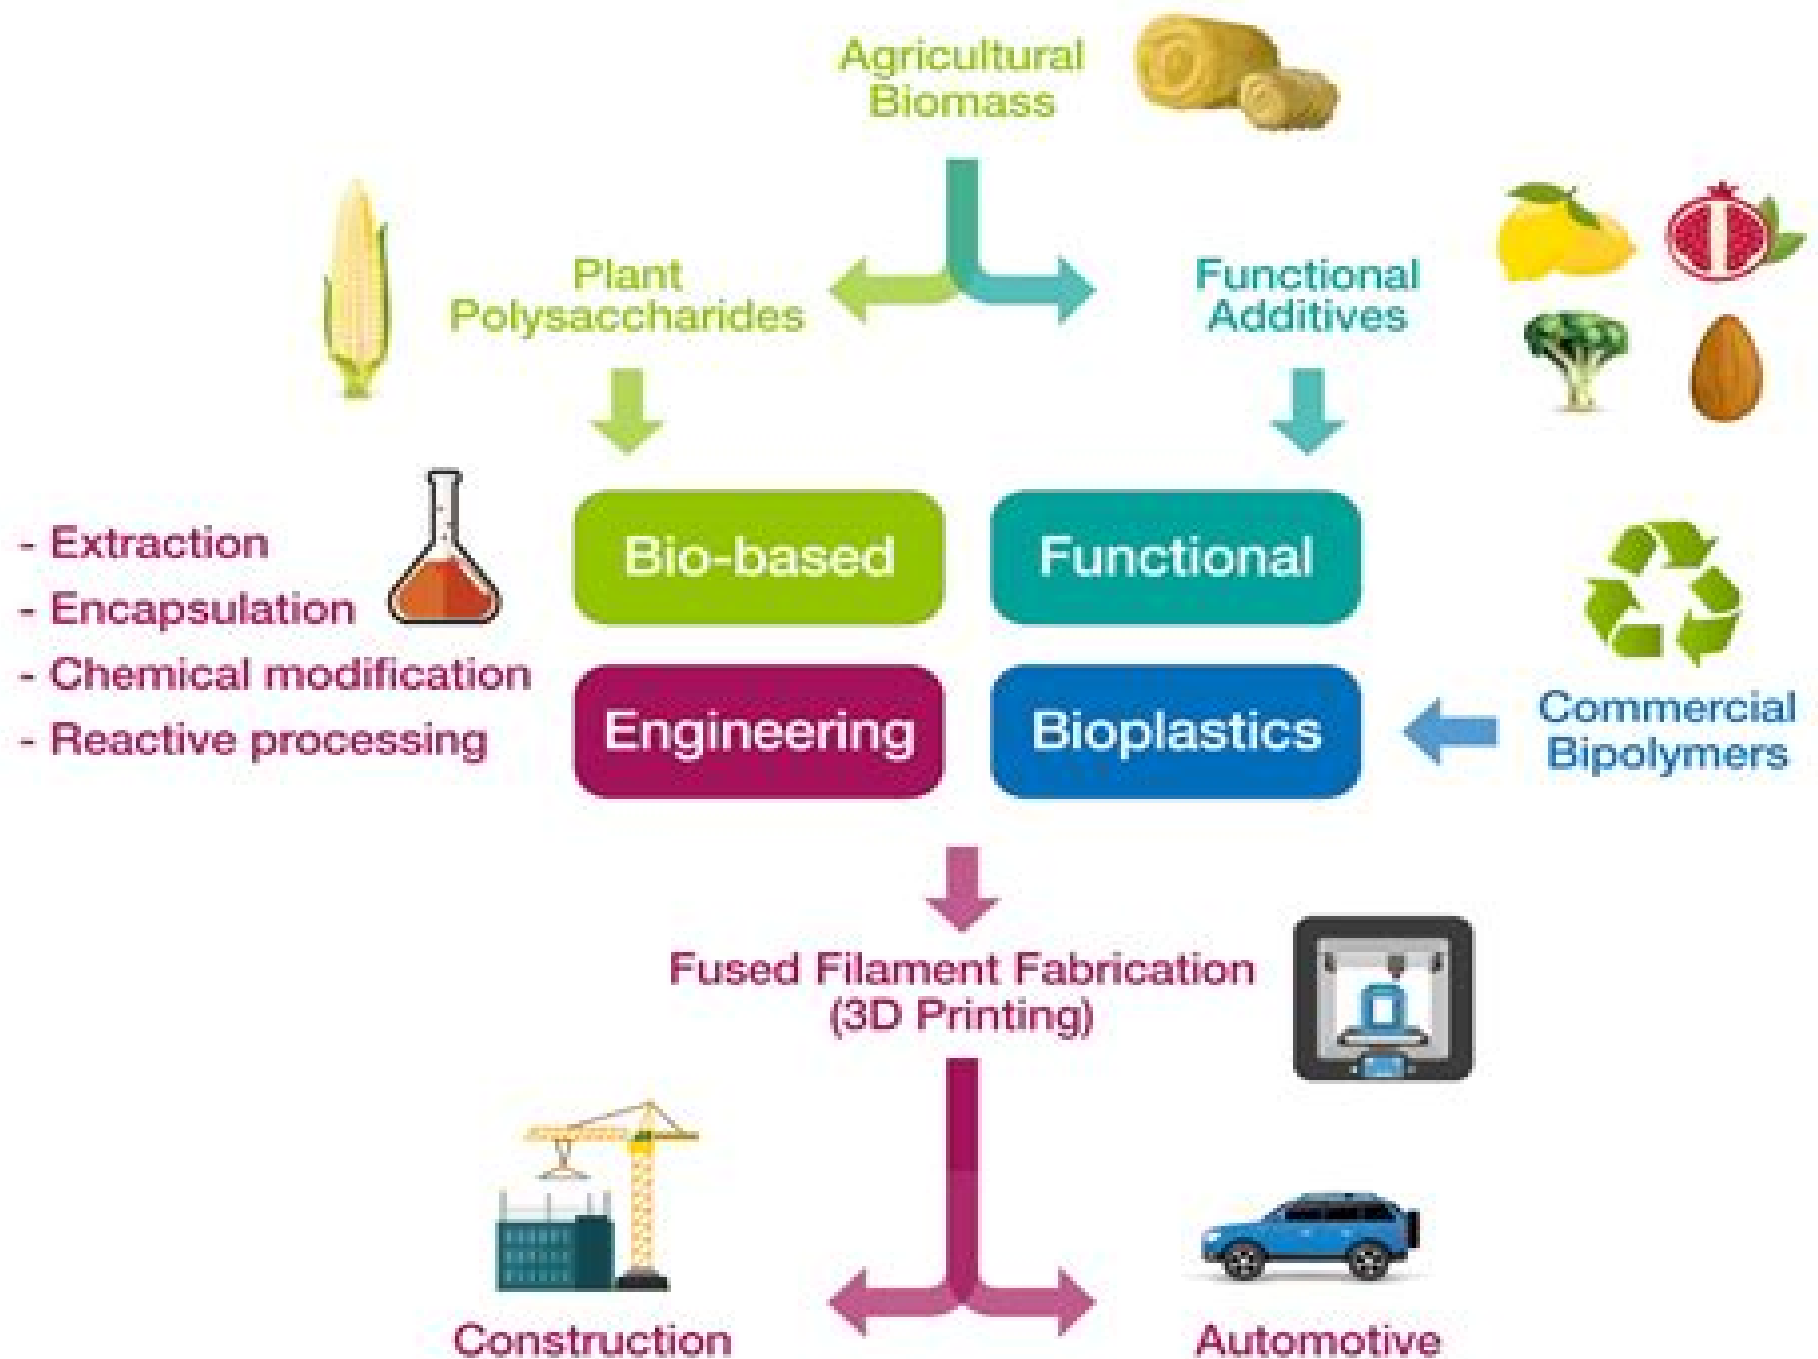 Agricultural
Biomass
Plant
Polysaccharides
Functional
Additives
- Extraction
- Encapsulation
- Chemical modification
- Reactive processing
Bio-based
Functional
Engineering
Bioplastics
Commercial
Bipolymers
Fused Filament Fabrication
(3D Printing)
Construction
Automotive